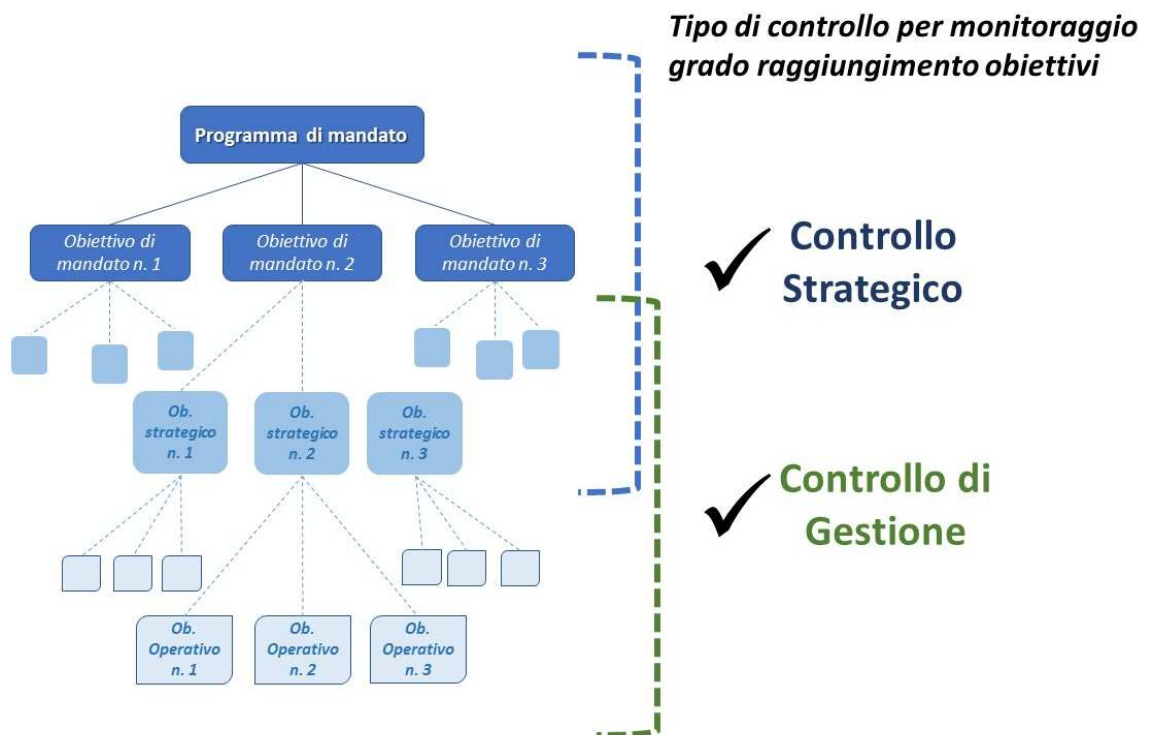 Tipo di controllo per monitoraggio
grado raggiungimento obiettivi
Programma di mandato
Obiettivo di
mandato n. 1
Obiettivo di
mandato n. 2
Obiettivo di
mandato n. 3
Controllo
Strategico
Ob.
strategico
n. 1
Ob.
strategico
n. 2
Ob.
strategico
n. 3
Controllo di
Gestione
Ob.
Operativo
n. 1
Ob.
Operativo
n. 2
Ob.
Operativo
n. 3